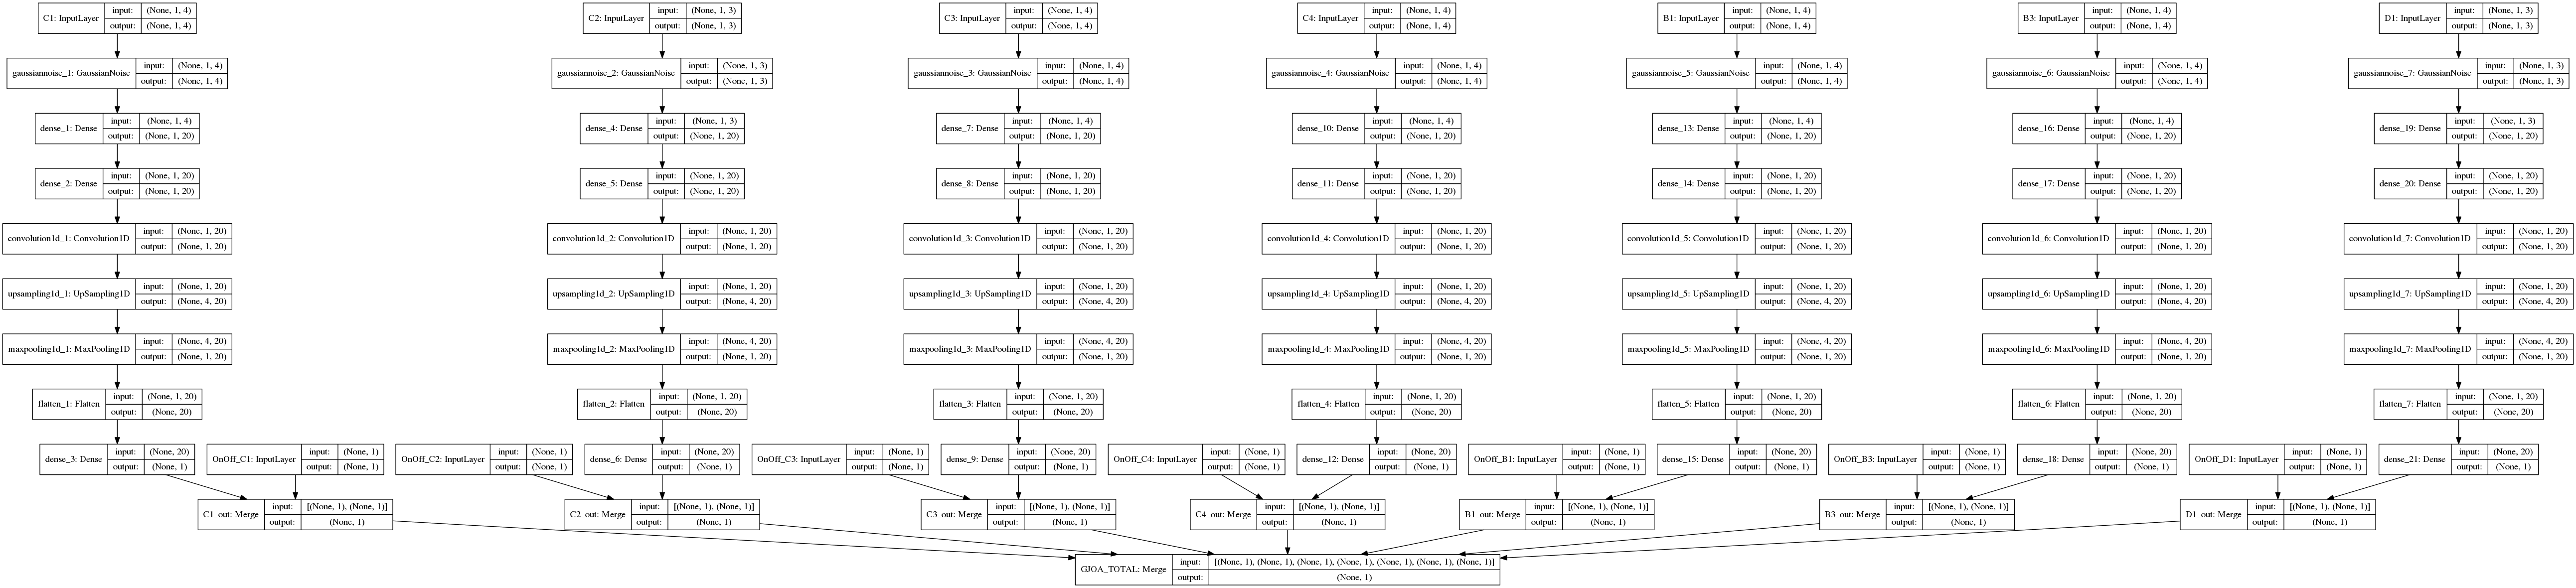 C1: InputLayer input: (None, 1, 4) output: (None, 1, 4)
C2: InputLayer input: (None, 1, 3) output: (None, 1, 3)
C3: InputLayer input: (None, 1, 4) output: (None, 1, 4)
C4: InputLayer input: (None, 1, 4) output: (None, 1, 4)
B1: InputLayer input: (None, 1, 4) output: (None, 1, 4)
B3: InputLayer input: (None, 1, 4) output: (None, 1, 4)
D1: InputLayer input: (None, 1, 3) output: (None, 1, 3)
gaussiannoise_1: GaussianNoise input: (None, 1, 4) output: (None, 1, 4)
gaussiannoise_2: GaussianNoise input: (None, 1, 3) output: (None, 1, 3)
gaussiannoise_3: GaussianNoise input: (None, 1, 4) output: (None, 1, 4)
gaussiannoise_4: GaussianNoise input: (None, 1, 4) output: (None, 1, 4)
gaussiannoise_5: GaussianNoise input: (None, 1, 4) output: (None, 1, 4)
gaussiannoise_6: GaussianNoise input: (None, 1, 4) output: (None, 1, 4)
gaussiannoise_7: GaussianNoise input: (None, 1, 3) output: (None, 1, 3)
dense_1: Dense input: (None, 1, 4) output: (None, 1, 20)
dense_4: Dense input: (None, 1, 3) output: (None, 1, 20)
dense_7: Dense input: (None, 1, 4) output: (None, 1, 20)
dense_10: Dense input: (None, 1, 4) output: (None, 1, 20)
dense_13: Dense input: (None, 1, 4) output: (None, 1, 20)
dense_16: Dense input: (None, 1, 4) output: (None, 1, 20)
dense_19: Dense input: (None, 1, 3) output: (None, 1, 20)
dense_2: Dense input: (None, 1, 20) output: (None, 1, 20)
dense_5: Dense input: (None, 1, 20) output: (None, 1, 20)
dense_8: Dense input: (None, 1, 20) output: (None, 1, 20)
dense_11: Dense input: (None, 1, 20) output: (None, 1, 20)
dense_14: Dense input: (None, 1, 20) output: (None, 1, 20)
dense_17: Dense input: (None, 1, 20) output: (None, 1, 20)
dense_20: Dense input: (None, 1, 20) output: (None, 1, 20)
convolution1d_1: Convolution1D input: (None, 1, 20) output: (None, 1, 20)
convolution1d_2: Convolution1D input: (None, 1, 20) output: (None, 1, 20)
convolution1d_3: Convolution1D input: (None, 1, 20) output: (None, 1, 20)
convolution1d_4: Convolution1D input: (None, 1, 20) output: (None, 1, 20)
convolution1d_5: Convolution1D input: (None, 1, 20) output: (None, 1, 20)
convolution1d_6: Convolution1D input: (None, 1, 20) output: (None, 1, 20)
convolution1d_7: Convolution1D input: (None, 1, 20) output: (None, 1, 20)
upsampling1d_1: UpSampling1D input: (None, 1, 20) output: (None, 4, 20)
upsampling1d_2: UpSampling1D input: (None, 1, 20) output: (None, 4, 20)
upsampling1d_3: UpSampling1D input: (None, 1, 20) output: (None, 4, 20)
upsampling1d_4: UpSampling1D input: (None, 1, 20) output: (None, 4, 20)
upsampling1d_5: UpSampling1D input: (None, 1, 20) output: (None, 4, 20)
upsampling1d_6: UpSampling1D input: (None, 1, 20) output: (None, 4, 20)
upsampling1d_7: UpSampling1D input: (None, 1, 20) output: (None, 4, 20)
maxpooling1d_1: MaxPooling1D input: (None, 4, 20) output: (None, 1, 20)
maxpooling1d_2: MaxPooling1D input: (None, 4, 20) output: (None, 1, 20)
maxpooling1d_3: MaxPooling1D input: (None, 4, 20) output: (None, 1, 20)
maxpooling1d_4: MaxPooling1D input: (None, 4, 20) output: (None, 1, 20)
maxpooling1d_5: MaxPooling1D input: (None, 4, 20) output: (None, 1, 20)
maxpooling1d_6: MaxPooling1D input: (None, 4, 20) output: (None, 1, 20)
maxpooling1d_7: MaxPooling1D input: (None, 4, 20) output: (None, 1, 20)
flatten_1: Flatten input: (None, 1, 20) output: (None, 20)
flatten_2: Flatten input: (None, 1, 20) output: (None, 20)
flatten_3: Flatten input: (None, 1, 20) output: (None, 20)
flatten_4: Flatten input: (None, 1, 20) output: (None, 20)
flatten_5: Flatten input: (None, 1, 20) output: (None, 20)
flatten_6: Flatten input: (None, 1, 20) output: (None, 20)
flatten_7: Flatten input: (None, 1, 20) output: (None, 20)
dense_3: Dense input: (None, 20) output: (None, 1)
OnOff_C1: InputLayer input: (None, 1) output: (None, 1)
OnOff_C2: InputLayer input: (None, 1) output: (None, 1)
dense_6: Dense input: (None, 20) output: (None, 1)
OnOff_C3: InputLayer input: (None, 1) output: (None, 1)
dense_9: Dense input: (None, 20) output: (None, 1)
OnOff_C4: InputLayer input: (None, 1) output: (None, 1)
dense_12: Dense input: (None, 20) output: (None, 1)
OnOff_B1: InputLayer input: (None, 1) output: (None, 1)
dense_15: Dense input: (None, 20) output: (None, 1)
OnOff_B3: InputLayer input: (None, 1) output: (None, 1)
dense_18: Dense input: (None, 20) output: (None, 1)
OnOff_D1: InputLayer input: (None, 1) output: (None, 1)
dense_21: Dense input: (None, 20) output: (None, 1)
C1_out: Merge input: [(None, 1), (None, 1)] output: (None, 1)
C2_out: Merge input: [(None, 1), (None, 1)] output: (None, 1)
C3_out: Merge input: [(None, 1), (None, 1)] output: (None, 1)
C4_out: Merge input: [(None, 1), (None, 1)] output: (None, 1)
B1_out: Merge input: [(None, 1), (None, 1)] output: (None, 1)
B3_out: Merge input: [(None, 1), (None, 1)] output: (None, 1)
D1_out: Merge input: [(None, 1), (None, 1)] output: (None, 1)
GJOA_TOTAL: Merge input: [(None, 1), (None, 1), (None, 1), (None, 1), (None, 1), (None, 1), (None, 1)] output: (None, 1)